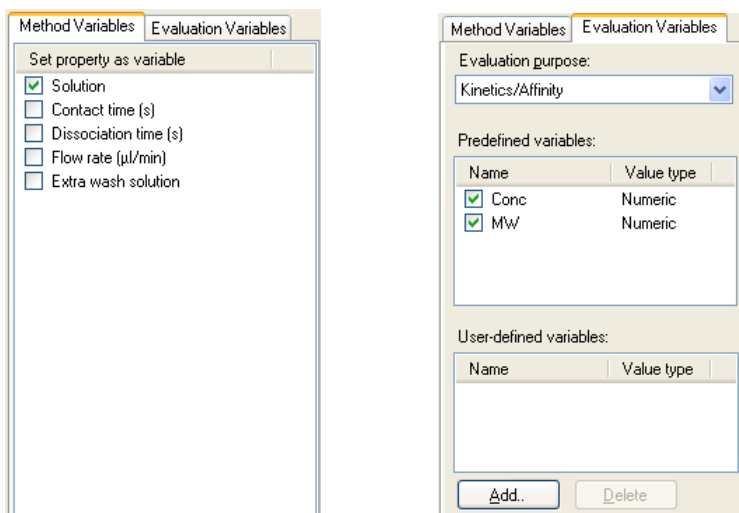 Method Variables Evaluation Variables
Set property as variable
Solution
Contact time (s)
Dissociation time (s)
Flow rate (µl/min)
Extra wash solution
Method Variables Evaluation Variables
Evaluation purpose:
Kinetics/Affinity
Predefined variables:
Name Value type
Conc Numeric
MW Numeric
User-defined variables:
Name Value type
Add.. Delete